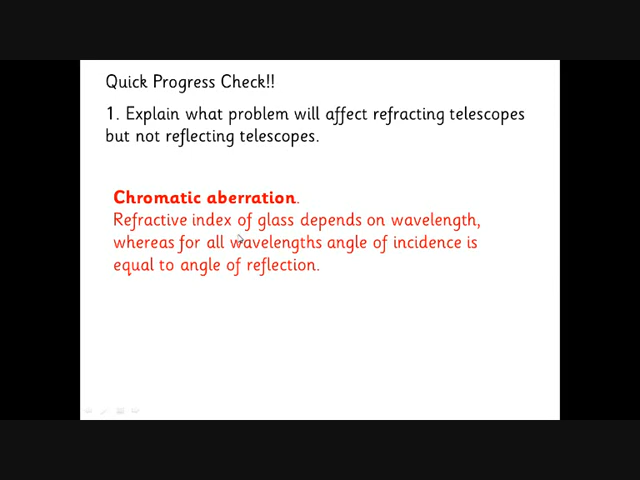 Quick Progress Check!!
1. Explain what problem will affect refracting telescopes
but not reflecting telescopes.
Chromatic aberration.
Refractive index of glass depends on wavelength,
whereas for all wavelengths angle of incidence is
equal to angle of reflection.